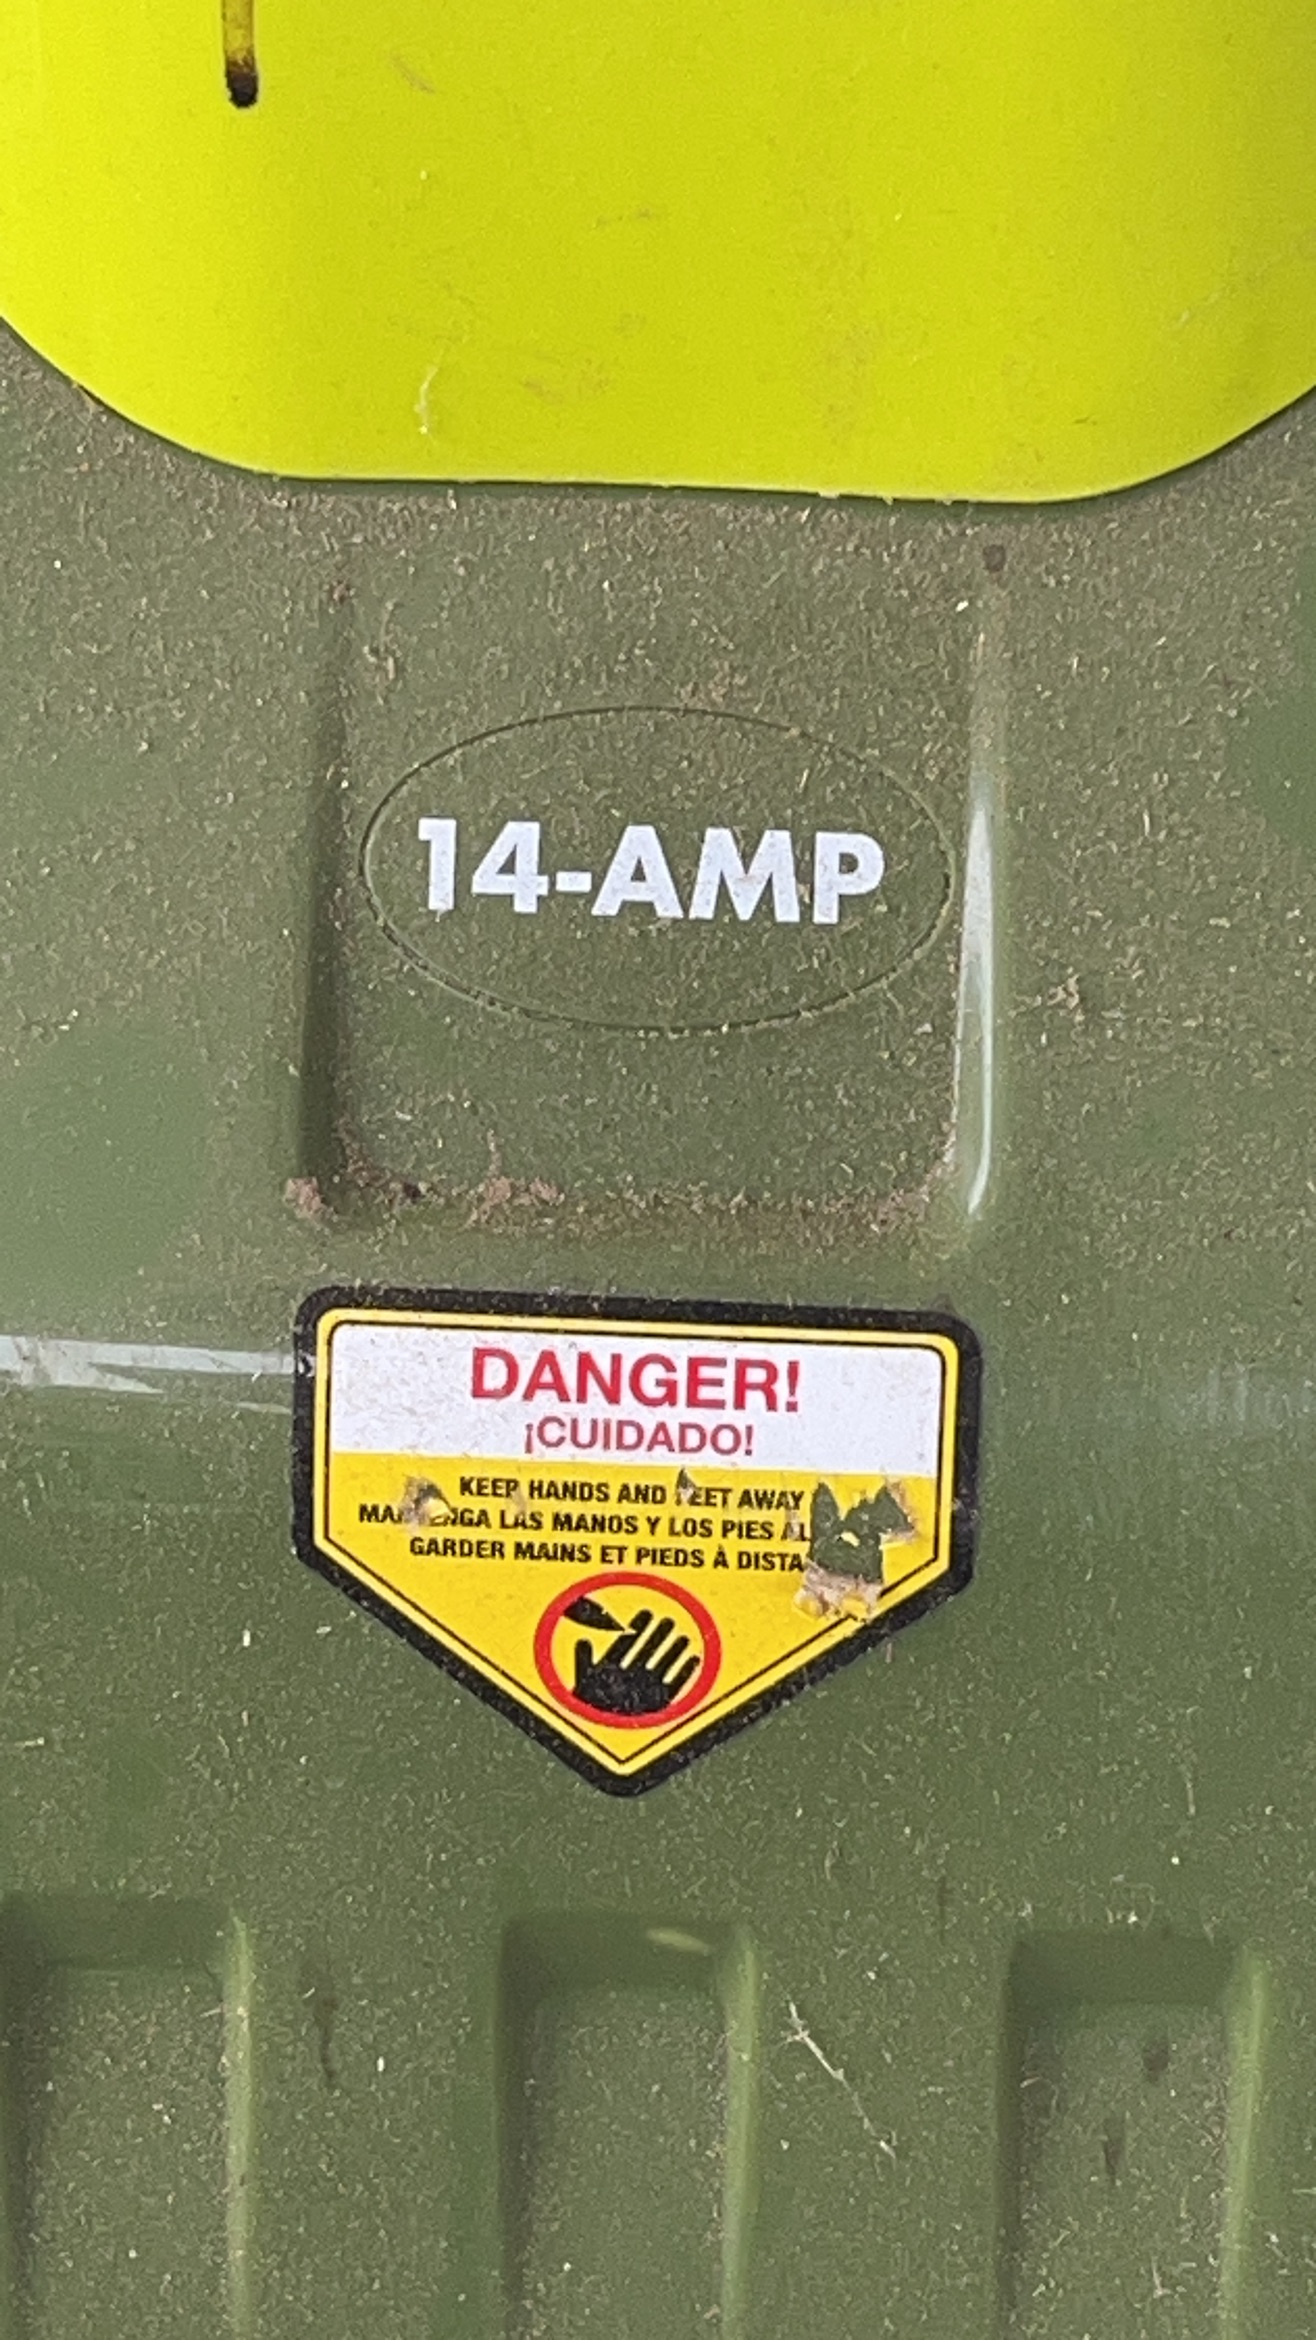 14-AMP
DANGER!
¡CUIDADO!
KEEP HANDS AND FEET AWAY
LAS MANOS Y LOS PIES
GARDER MAINS ET PIEDS À